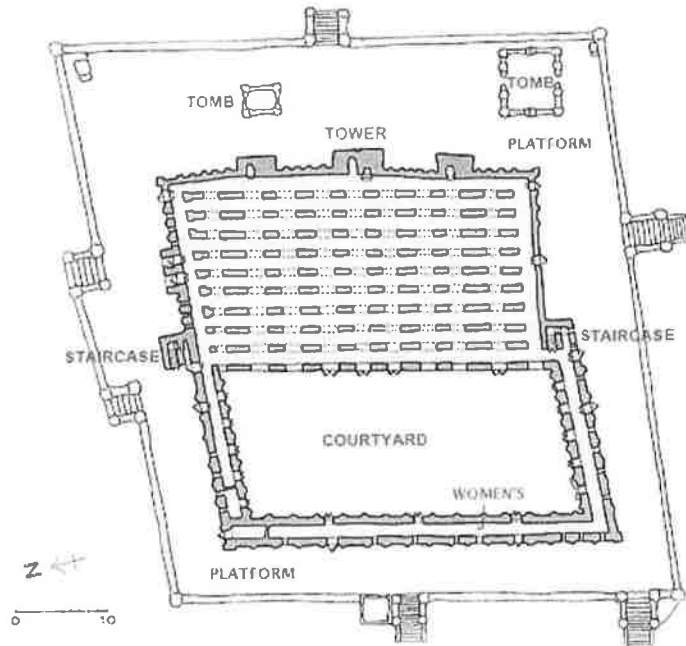 TOMB
TOMB
PLATFORM
TOWER
STAIRCASE
STAIRCASE
COURTYARD
WOMEN'S
PLATFORM
N
0 10